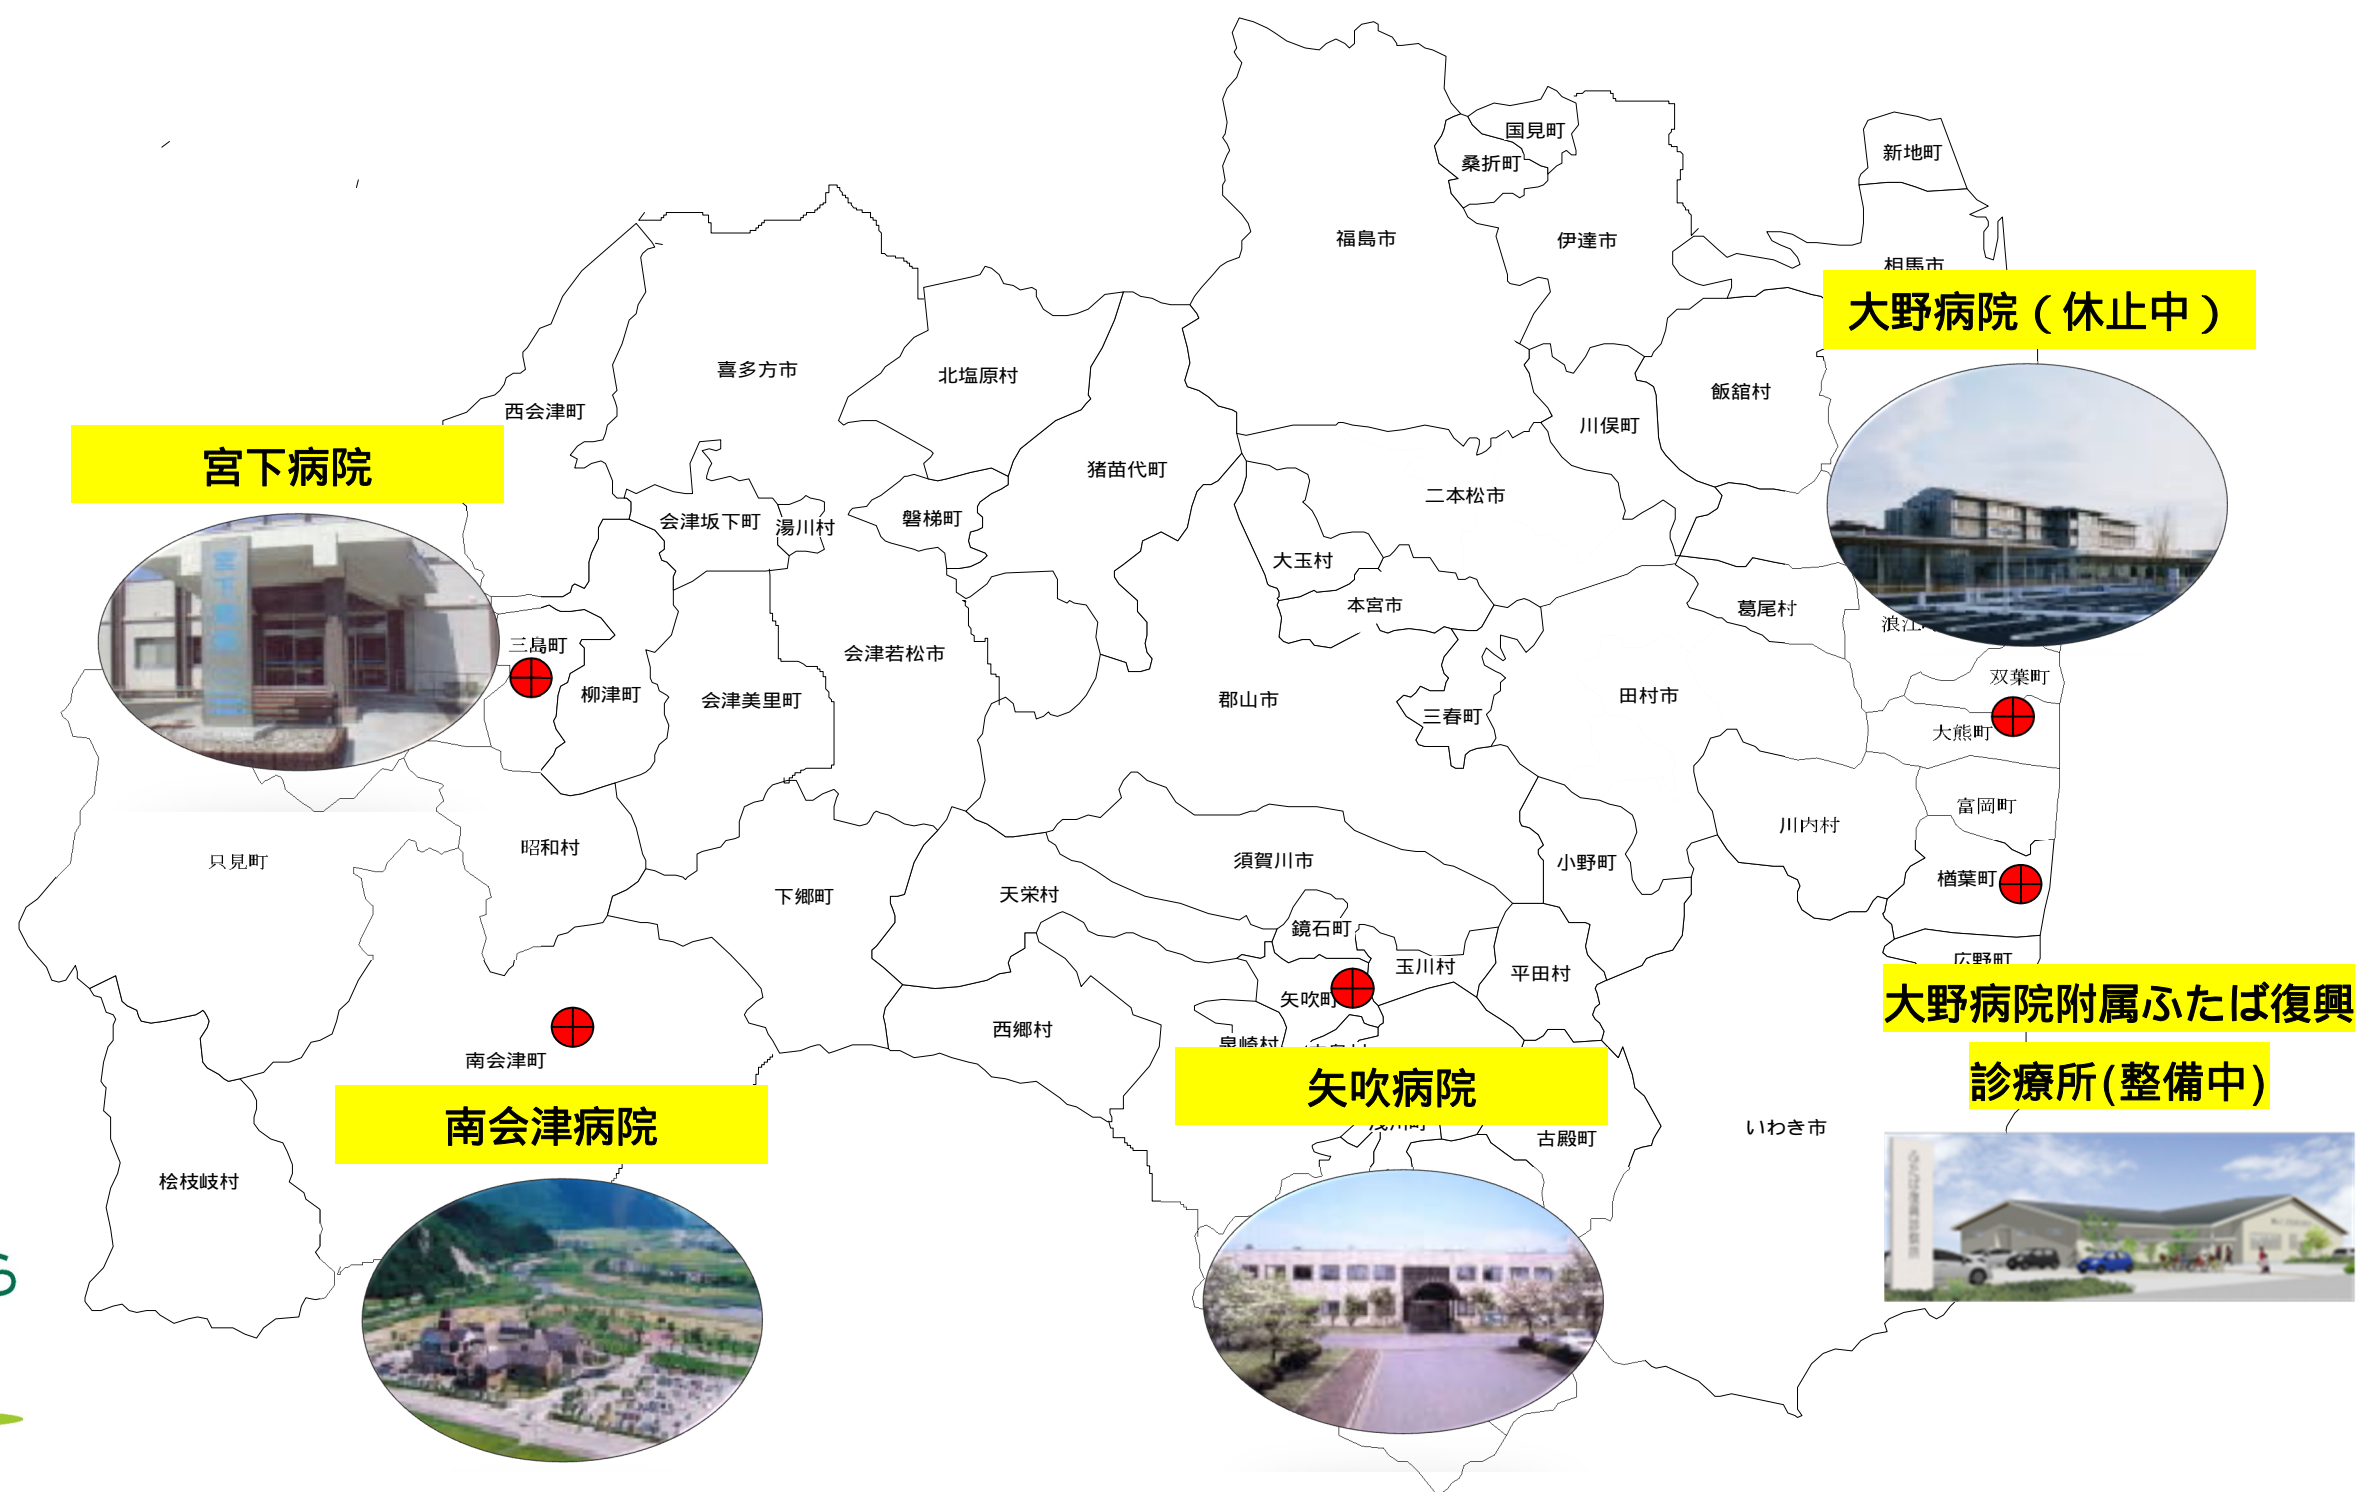 国見町
桑折町
新地町
福島市
伊達市
相馬市
大野病院（休止中）
喜多方市
北塩原村
西会津町
飯舘村
川俣町
宮下病院
猪苗代町
二本松市
会津坂下町
湯川村
磐梯町
大玉村
本宮市
葛尾村
三島町
会津若松市
双葉町
柳津町
会津美里町
郡山市
三春町
田村市
大熊町
富岡町
川内村
昭和村
只見町
須賀川市
小野町
楢葉町
下郷町
天栄村
鏡石町
広野町
玉川村
平田村
矢吹町
大野病院附属ふたば復興
診療所(整備中)
西郷村
泉崎村
南会津町
矢吹病院
南会津病院
古殿町
いわき市
桧枝岐村